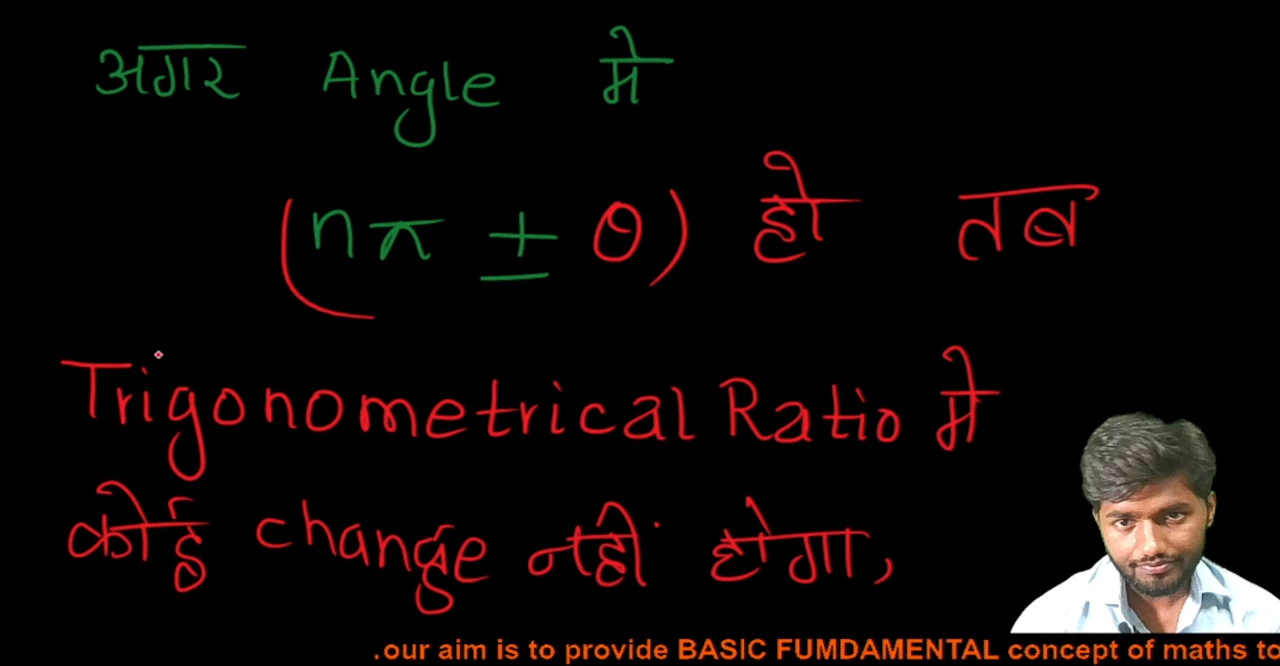 अगर Angle मे
(nπ ± θ) हो तब
Trigonometrical Ratio मे
कोई change नही होगा,
.our aim is to provide BASIC FUMDAMENTAL concept of maths to